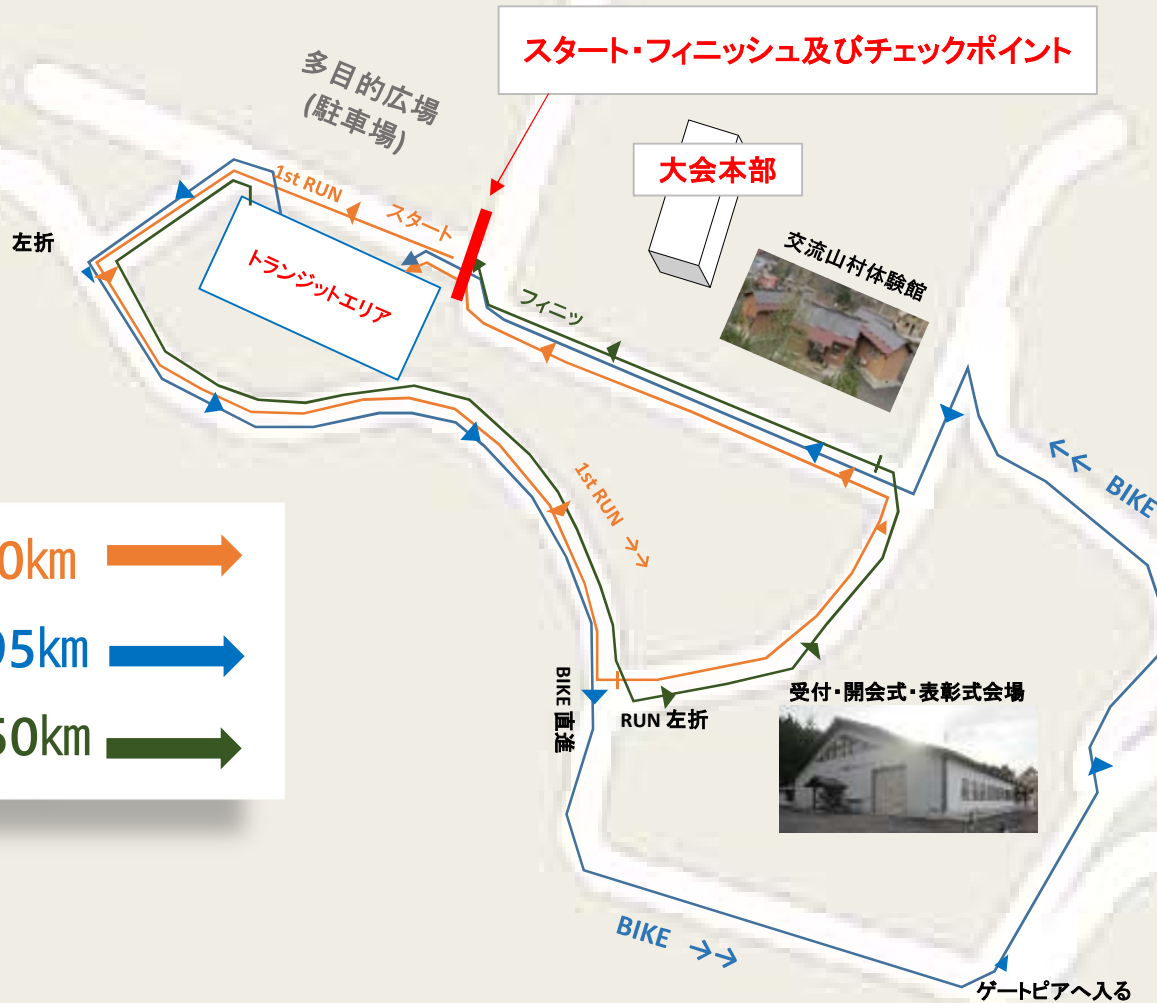 スタート・フィニッシュ及びチェックポイント
多目的広場
(駐車場)
大会本部
1st RUN
スタート
左折
トランジットエリア
交流山村体験館
フィニッ
BIKE
1st RUN
0km
95km
50km
BIKE 直進
RUN 左折
受付・開会式・表彰式会場
BIKE
ゲートピアへ入る